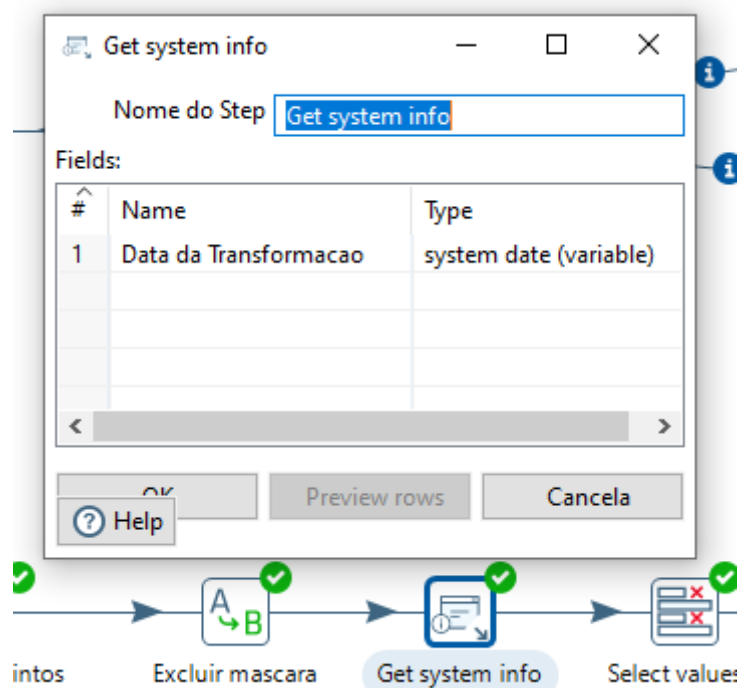 Get system info
Nome do Step Get system info
Fields:
# Name Type
1 Data da Transformacao system date (variable)
Preview rows Cancela
Help
A B
intos Excluir mascara Get system info Select values